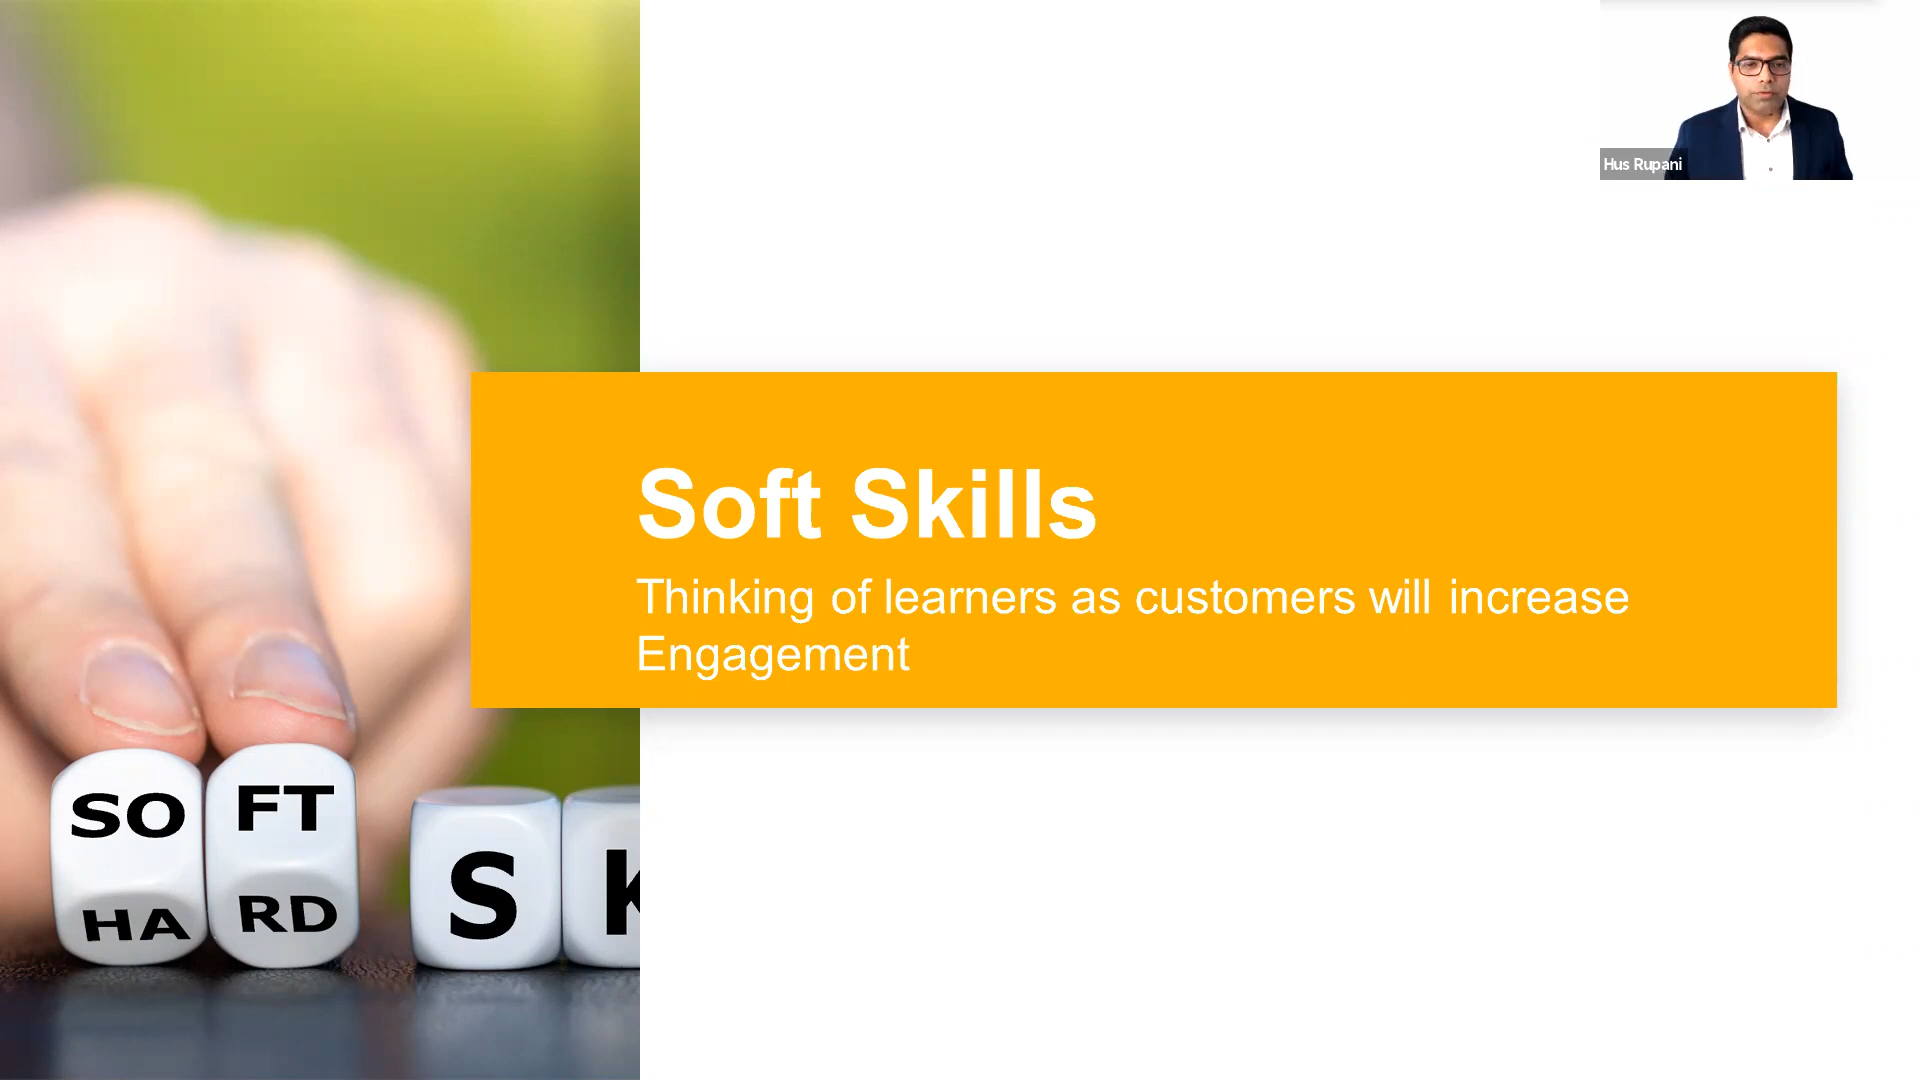 Hus Rupani
Soft Skills
Thinking of learners as customers will increase
Engagement
SO FT
HA RD
S K